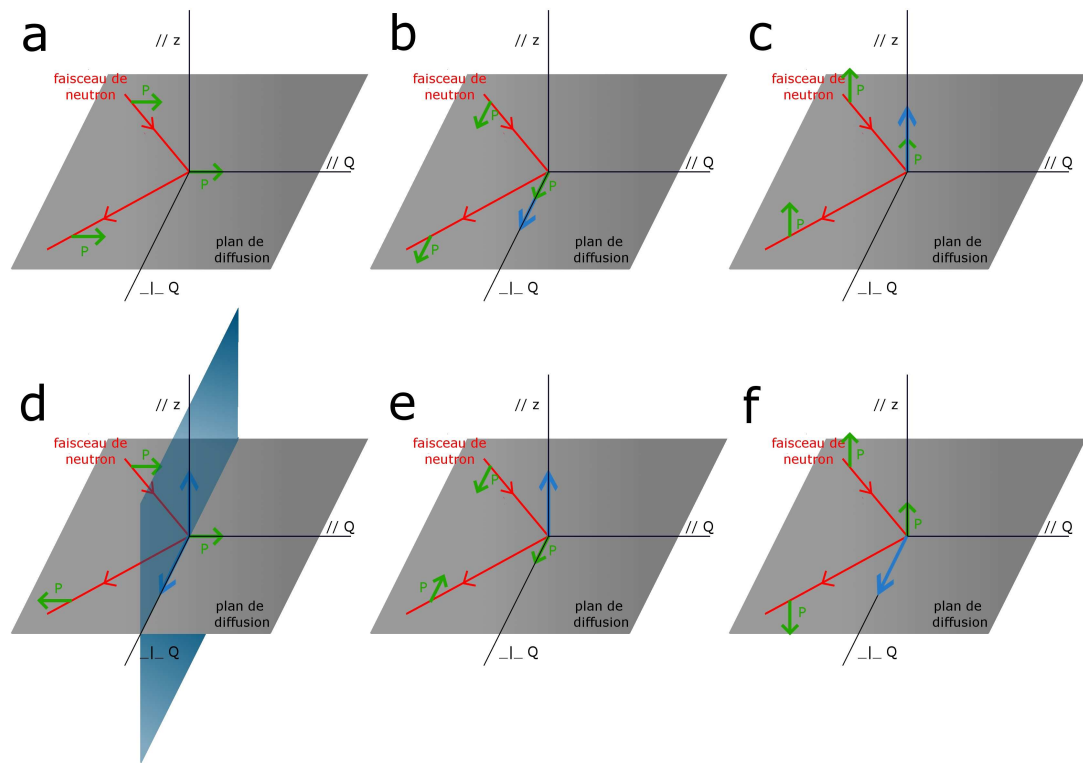 a
// z
faisceau de
neutron
P
// Q
P
P
plan de
diffusion
_|_ Q
b
// z
faisceau de
neutron
P
// Q
P
P
plan de
diffusion
_|_ Q
c
// z
faisceau de
neutron
P
P
// Q
P
plan de
diffusion
_|_ Q
d
// z
faisceau de
neutron
P
// Q
P
P
plan de
diffusion
_|_ Q
e
// z
faisceau de
neutron
P
// Q
P
P
plan de
diffusion
_|_ Q
f
// z
faisceau de
neutron
P
P
// Q
P
plan de
diffusion
_|_ Q